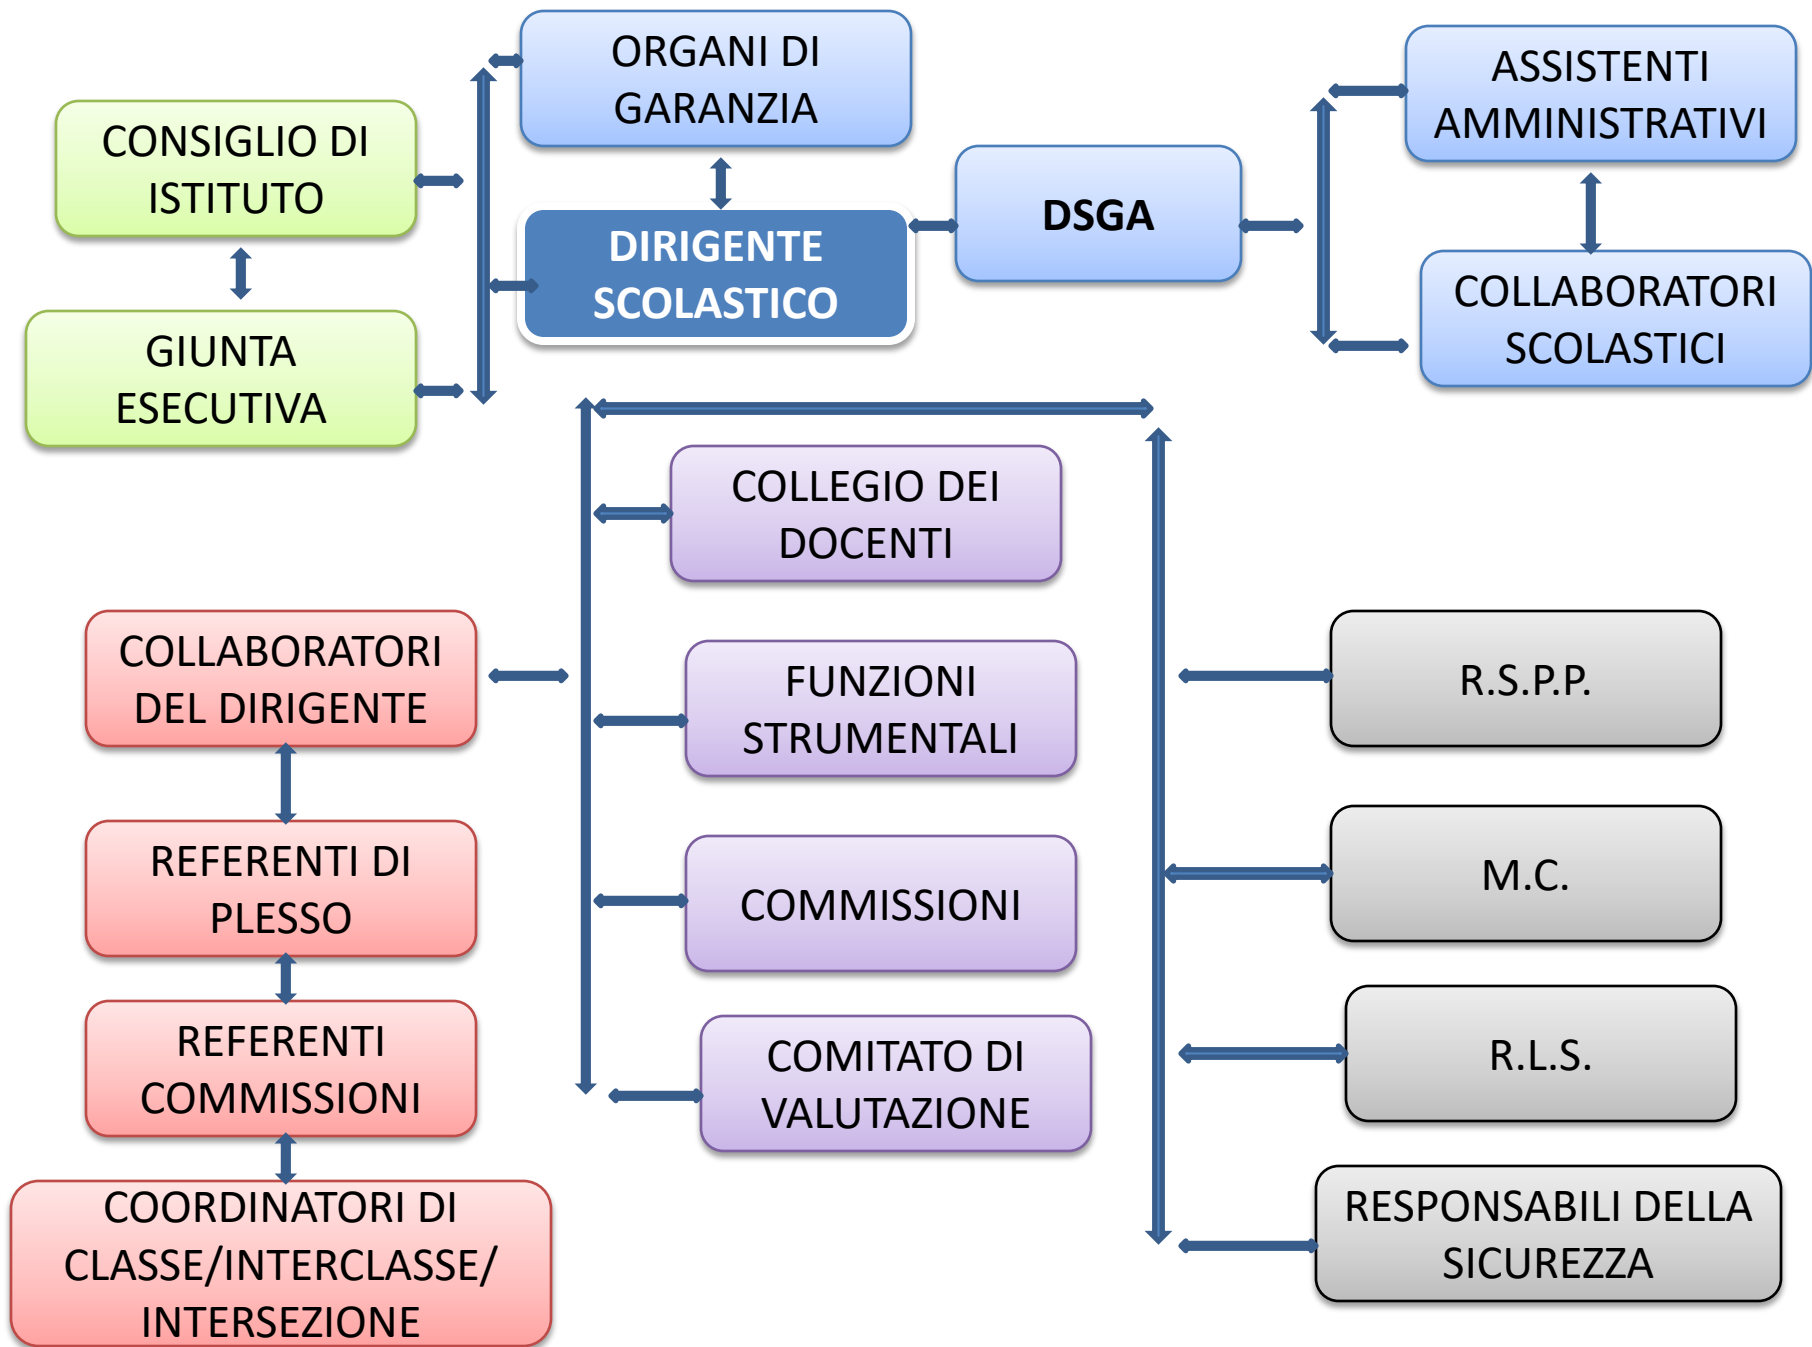 ORGANI DI
GARANZIA
ASSISTENTI
AMMINISTRATIVI
CONSIGLIO DI
ISTITUTO
DSGA
DIRIGENTE
SCOLASTICO
COLLABORATORI
SCOLASTICI
GIUNTA
ESECUTIVA
COLLEGIO DEI
DOCENTI
COLLABORATORI
DEL DIRIGENTE
FUNZIONI
STRUMENTALI
R.S.P.P.
REFERENTI DI
PLESSO
COMMISSIONI
M.C.
REFERENTI
COMMISSIONI
COMITATO DI
VALUTAZIONE
R.L.S.
COORDINATORI DI
CLASSE/INTERCLASSE/
INTERSEZIONE
RESPONSABILI DELLA
SICUREZZA